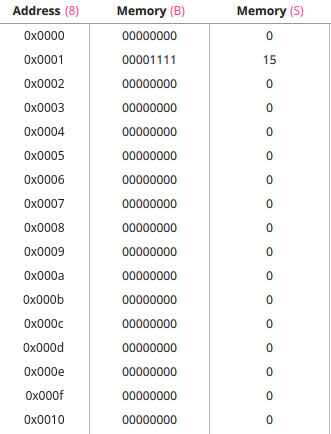 Address (8) Memory (B) Memory (S)
0x0000 00000000 0
0x0001 00001111 15
0x0002 00000000 0
0x0003 00000000 0
0x0004 00000000 0
0x0005 00000000 0
0x0006 00000000 0
0x0007 00000000 0
0x0008 00000000 0
0x0009 00000000 0
0x000a 00000000 0
0x000b 00000000 0
0x000c 00000000 0
0x000d 00000000 0
0x000e 00000000 0
0x000f 00000000 0
0x0010 00000000 0